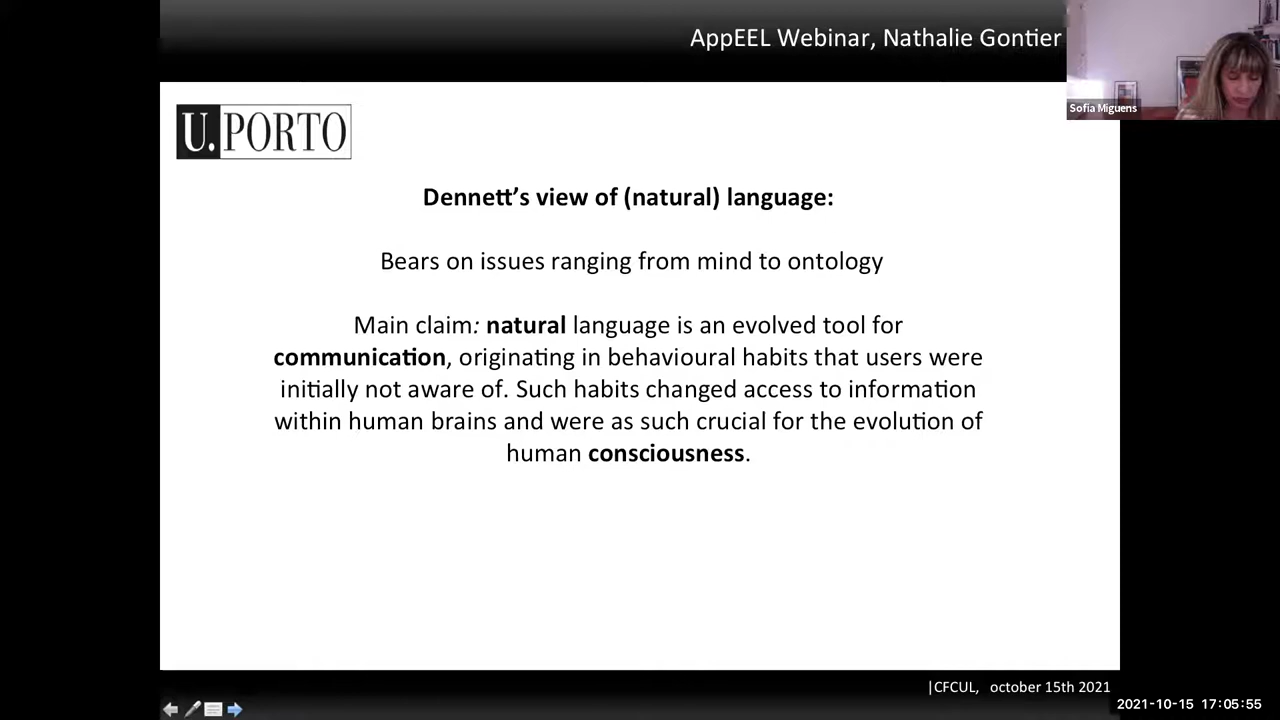 AppEEL Webinar, Nathalie Gontier
Sofia Miguens
U.PORTO
Dennett’s view of (natural) language:
Bears on issues ranging from mind to ontology
Main claim: natural language is an evolved tool for
communication, originating in behavioural habits that users were
initially not aware of. Such habits changed access to information
within human brains and were as such crucial for the evolution of
human consciousness.
|CFCUL, october 15th 2021
2021-10-15 17:05:55